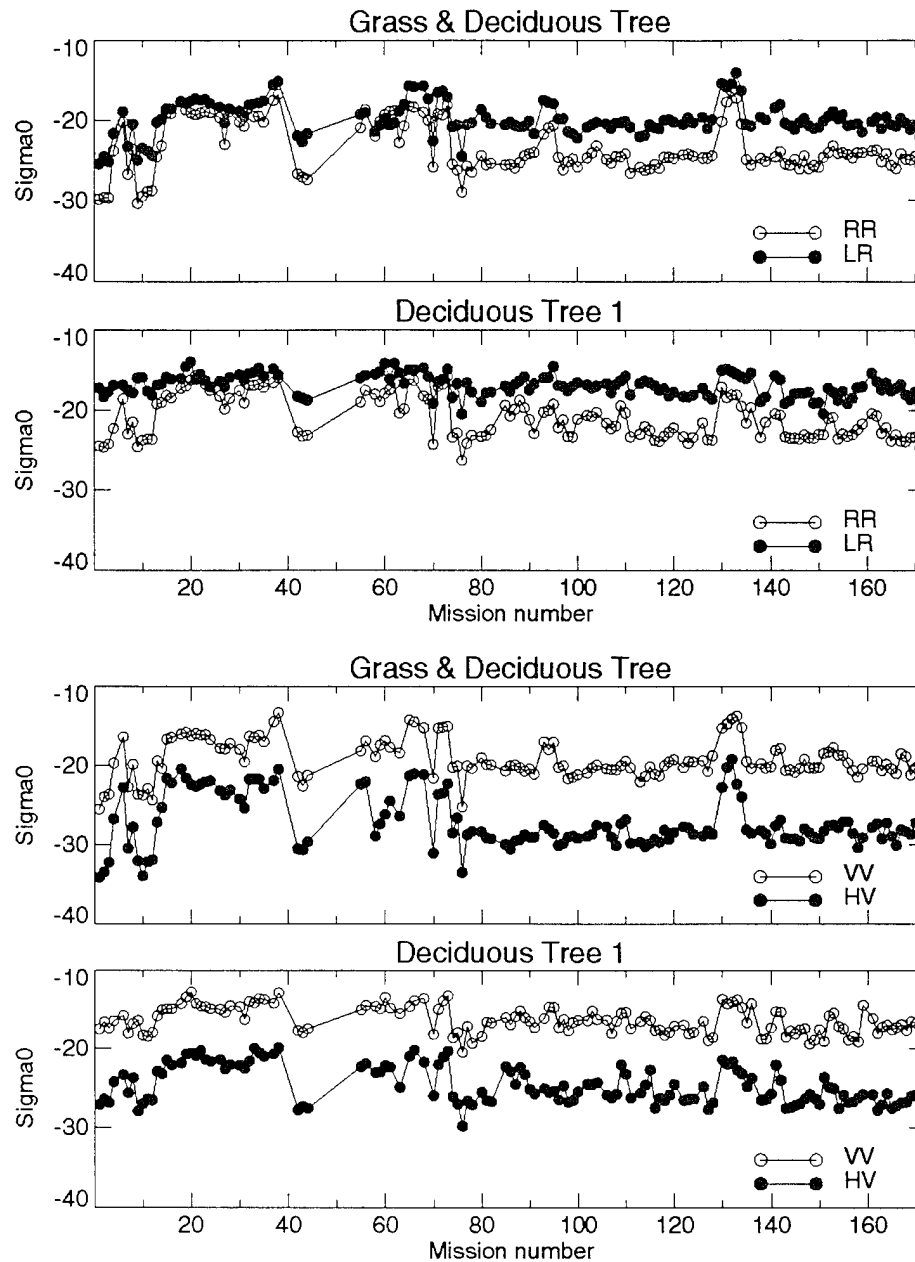 Grass & Deciduous Tree
-10
-20
-30
-40
Sigma0
RR
LR
Deciduous Tree 1
-10
-20
-30
-40
Sigma0
RR
LR
20 40 60 80 100 120 140 160
Mission number
Grass & Deciduous Tree
-10
-20
-30
-40
Sigma0
VV
HV
Deciduous Tree 1
-10
-20
-30
-40
Sigma0
VV
HV
20 40 60 80 100 120 140 160
Mission number